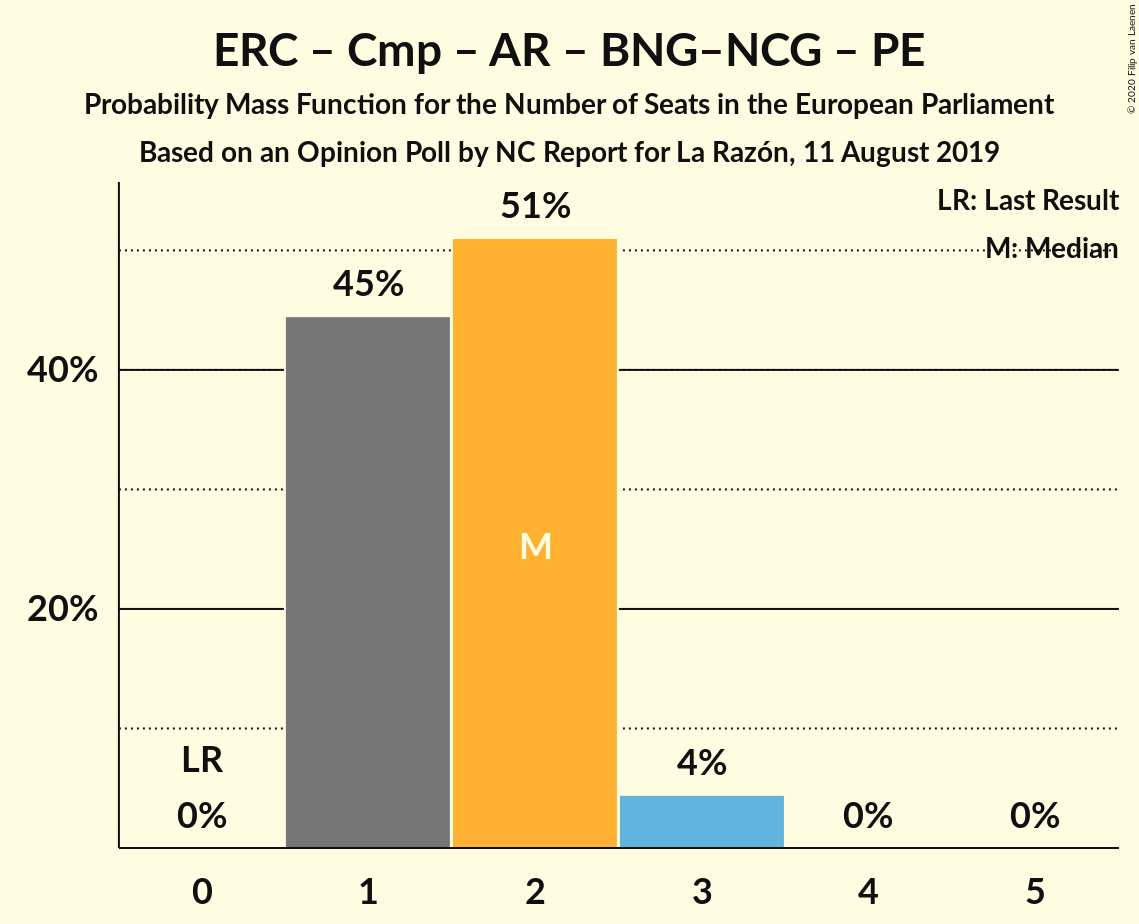 ERC – Cmp – AR – BNG–NCG – PE
Probability Mass Function for the Number of Seats in the European Parliament
Based on an Opinion Poll by NC Report for La Razón, 11 August 2019
© 2020 Filip van Laenen
LR: Last Result
M: Median
51%
45%
40%
M
20%
LR
4%
0%
0%
0%
0 1 2 3 4 5